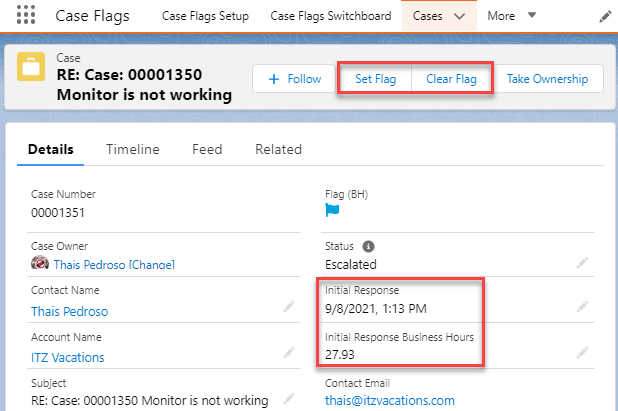 Case Flags
Case Flags Setup
Case Flags Switchboard
Cases
More
Case
RE: Case: 00001350
Monitor is not working
+ Follow
Set Flag
Clear Flag
Take Ownership
Details
Timeline
Feed
Related
Case Number
00001351
Flag (BH)
Case Owner
Thais Pedroso [Change]
Status
Escalated
Contact Name
Thais Pedroso
Initial Response
9/8/2021, 1:13 PM
Account Name
ITZ Vacations
Initial Response Business Hours
27.93
Subject
RE: Case: 00001350 Monitor is not working
Contact Email
thais@itzvacations.com